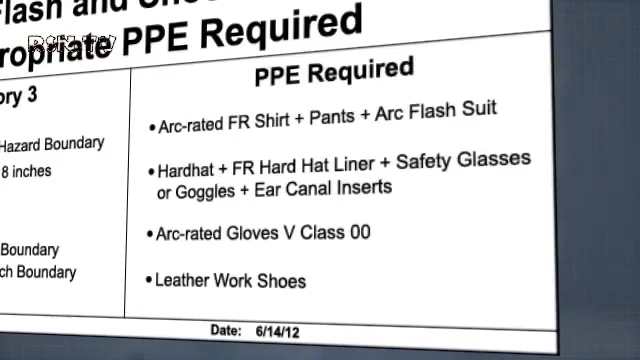 Flash and
ropriate PPE Required
RSN TV
ory 3
PPE Required
Hazard Boundary
8 inches
Boundary
ch Boundary
•Arc-rated FR Shirt + Pants + Arc Flash Suit
•Hardhat + FR Hard Hat Liner + Safety Glasses
or Goggles + Ear Canal Inserts
•Arc-rated Gloves V Class 00
•Leather Work Shoes
Date: 6/14/12